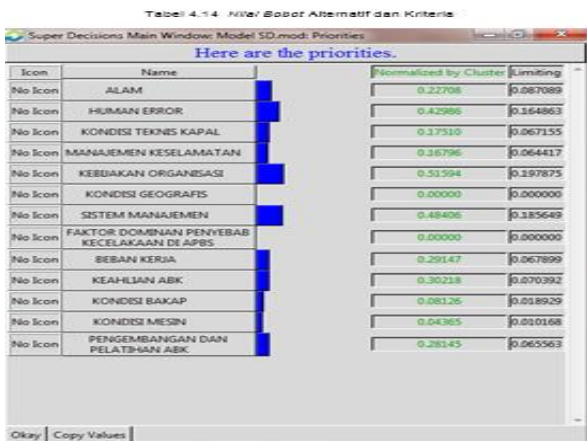 Tabel 4.14 Nilai Bobot Alternatif dan Kriteria
Super Decisions Main Window: Model SD.mod: Priorities
Here are the priorities.
Icon Name Normalized by Cluster Limiting
No Icon ALAM 0.22708 0.087089
No Icon HUMAN ERROR 0.42986 0.164863
No Icon KONDISI TEKNIS KAPAL 0.17510 0.067155
No Icon MANAJEMEN KESELAMATAN 0.16796 0.064417
No Icon KEBIJAKAN ORGANISASI 0.51594 0.197875
No Icon KONDISI GEOGRAFIS 0.00000 0.000000
No Icon SISTEM MANAJEMEN 0.48406 0.185649
No Icon FAKTOR DOMINAN PENYEBAB
KECELAKAAN DI APBS 0.00000 0.000000
No Icon BEBAN KERJA 0.29147 0.067899
No Icon KEAHLIAN ABK 0.30218 0.070392
No Icon KONDISI BAKAP 0.08126 0.018929
No Icon KONDISI MESIN 0.04365 0.010168
No Icon PENGEMBANGAN DAN
PELATIHAN ABK 0.28145 0.065563
Okay Copy Values